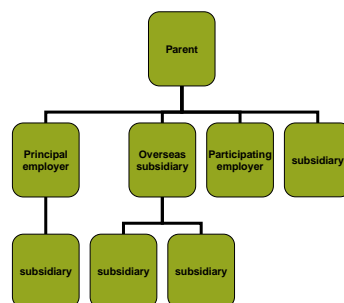 Parent
Principal
employer
Overseas
subsidiary
Participating
employer
subsidiary
subsidiary
subsidiary
subsidiary